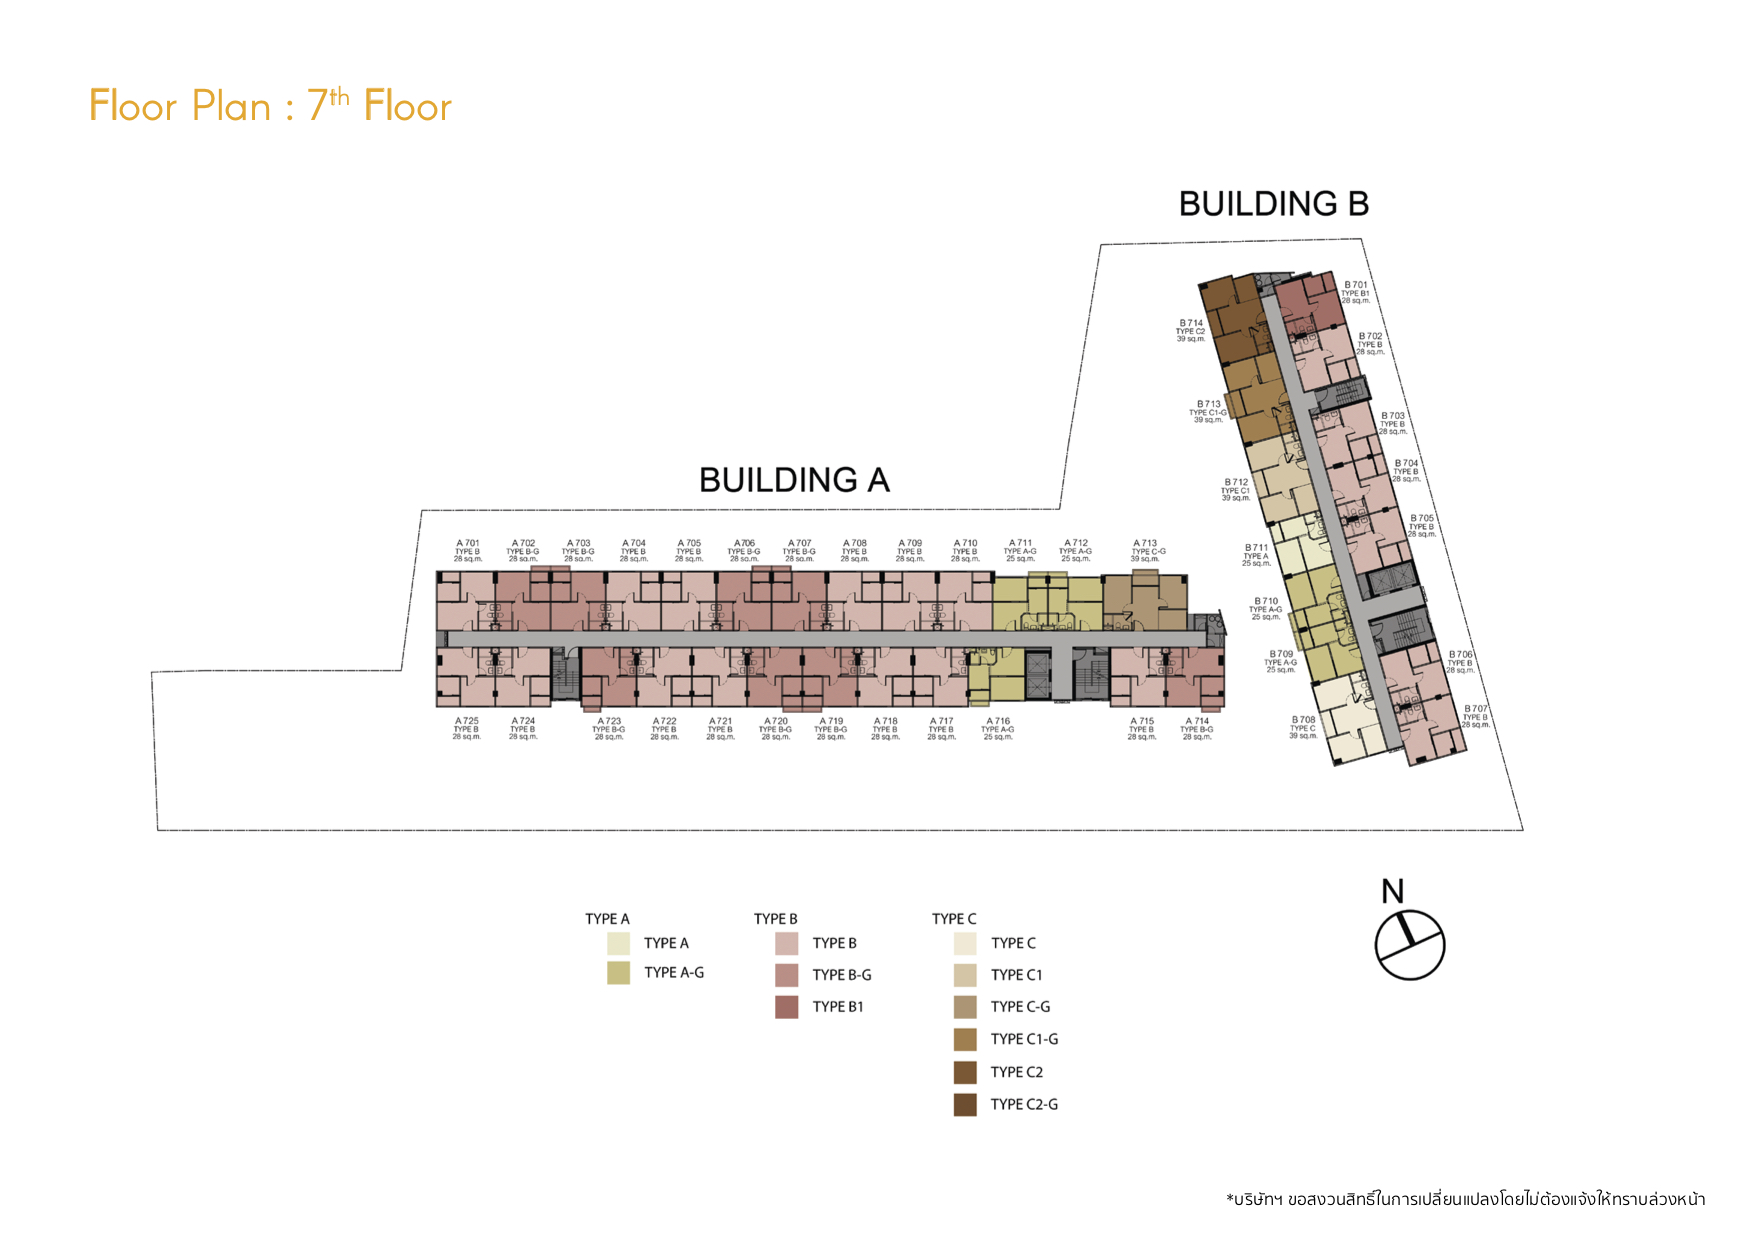 Floor Plan : 7th Floor
BUILDING B
BUILDING A
A 701
TYPE B
28 sq.m.
A 702
TYPE B-G
28 sq.m.
A 703
TYPE B-G
28 sq.m.
A 704
TYPE B
28 sq.m.
A 705
TYPE B
28 sq.m.
A 706
TYPE B-G
28 sq.m.
A 707
TYPE B-G
28 sq.m.
A 708
TYPE B
28 sq.m.
A 709
TYPE B
28 sq.m.
A 710
TYPE B
28 sq.m.
A 711
TYPE A-G
25 sq.m.
A 712
TYPE A-G
25 sq.m.
A 713
TYPE C-G
39 sq.m.
A 725
TYPE B
28 sq.m.
A 724
TYPE B
28 sq.m.
A 723
TYPE B-G
28 sq.m.
A 722
TYPE B
28 sq.m.
A 721
TYPE B
28 sq.m.
A 720
TYPE B-G
28 sq.m.
A 719
TYPE B-G
28 sq.m.
A 718
TYPE B
28 sq.m.
A 717
TYPE B
28 sq.m.
A 716
TYPE A-G
25 sq.m.
A 715
TYPE B
28 sq.m.
A 714
TYPE B-G
28 sq.m.
B 701
TYPE B1
28 sq.m.
B 702
TYPE B
28 sq.m.
B 703
TYPE B
28 sq.m.
B 704
TYPE B
28 sq.m.
B 705
TYPE B
28 sq.m.
B 706
TYPE B
28 sq.m.
B 707
TYPE B
28 sq.m.
B 714
TYPE C2
39 sq.m.
B 713
TYPE C1-G
39 sq.m.
B 712
TYPE C1
39 sq.m.
B 711
TYPE A
25 sq.m.
B 710
TYPE A-G
25 sq.m.
B 709
TYPE A-G
25 sq.m.
B 708
TYPE C
39 sq.m.
N
TYPE A
TYPE A
TYPE A-G
TYPE B
TYPE B
TYPE B-G
TYPE B1
TYPE C
TYPE C
TYPE C1
TYPE C-G
TYPE C1-G
TYPE C2
TYPE C2-G
*บริษัทฯ ขอสงวนสิทธิ์ในการเปลี่ยนแปลงโดยไม่ต้องแจ้งให้ทราบล่วงหน้า